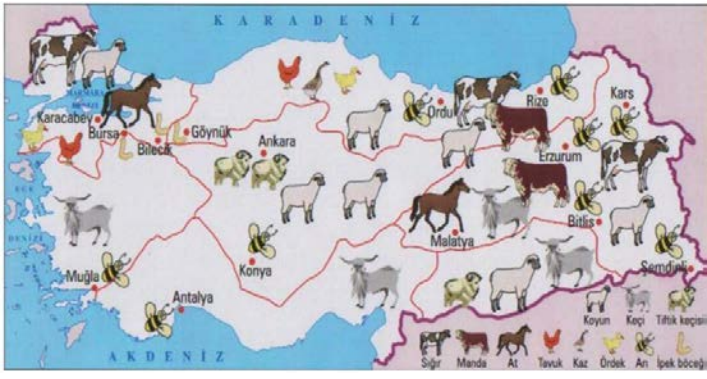 KARADENİZ
MARMARA
DENİZİ
Karacabey
Bursa
Bilecik
Göynük
Ankara
Ordu
Rize
Kars
Erzurum
EGE
DENİZİ
Malatya
Bitlis
Muğla
Konya
Şemdinli
Antalya
AKDENİZ
Koyun Keçi Tiftik keçisi
Sığır Manda At Tavuk Kaz Ördek Arı İpek böceği